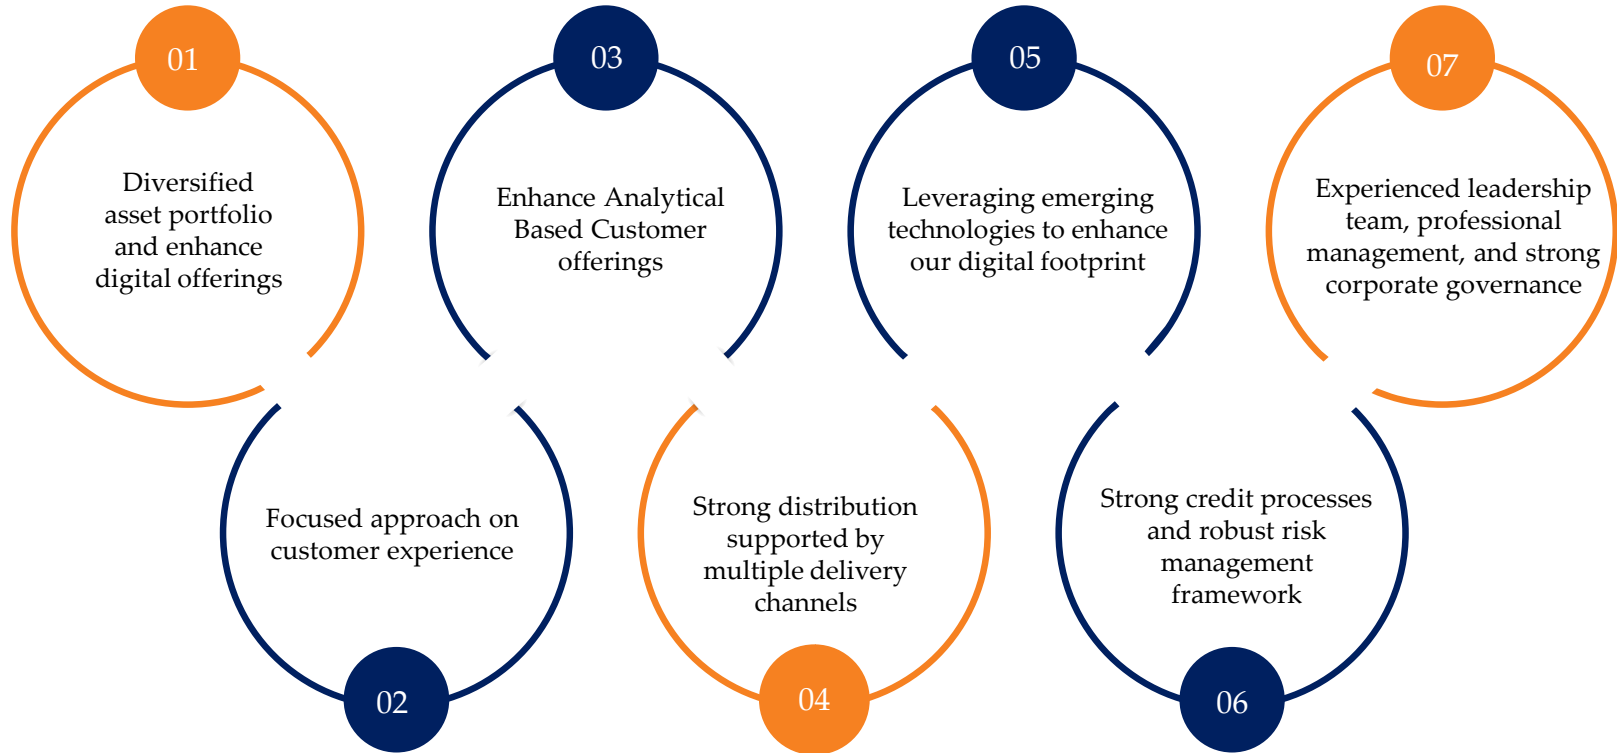 01
Diversified
asset portfolio
and enhance
digital offerings
02
Focused approach on
customer experience
03
Enhance Analytical
Based Customer
offerings
04
Strong distribution
supported by
multiple delivery
channels
05
Leveraging emerging
technologies to enhance
our digital footprint
06
Strong credit processes
and robust risk
management
framework
07
Experienced leadership
team, professional
management, and strong
corporate governance